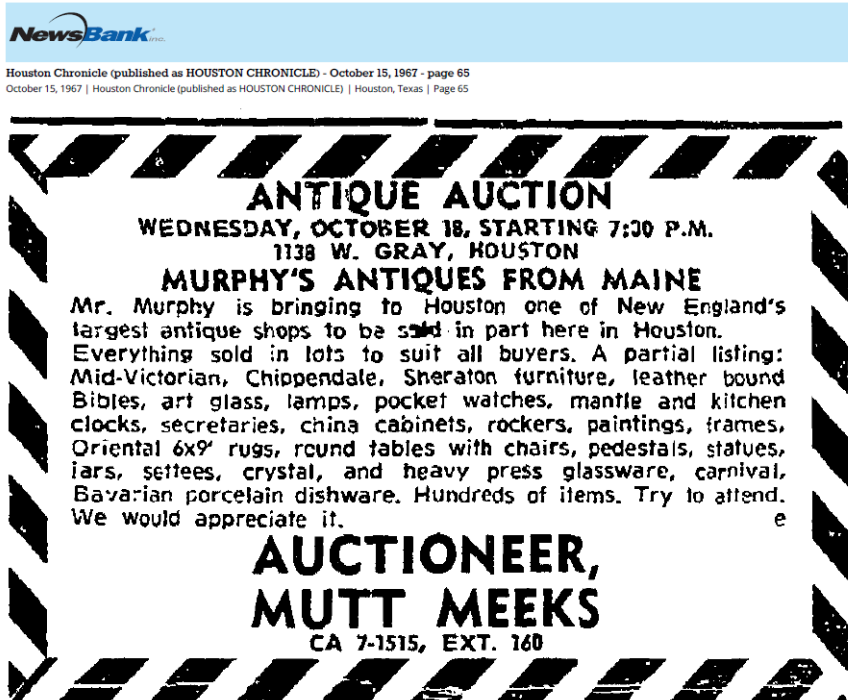 NewsBank inc.
Houston Chronicle (published as HOUSTON CHRONICLE) - October 15, 1967 - page 65
October 15, 1967 | Houston Chronicle (published as HOUSTON CHRONICLE) | Houston, Texas | Page 65
ANTIQUE AUCTION
WEDNESDAY, OCTOBER 18, STARTING 7:30 P.M.
1138 W. GRAY, HOUSTON
MURPHY'S ANTIQUES FROM MAINE
Mr. Murphy is bringing to Houston one of New England's
largest antique shops to be sold in part here in Houston.
Everything sold in lots to suit all buyers. A partial listing:
Mid-Victorian, Chippendale, Sheraton furniture, leather bound
Bibles, art glass, lamps, pocket watches, mantle and kitchen
clocks, secretaries, china cabinets, rockers, paintings, frames,
Oriental 6x9' rugs, round tables with chairs, pedestals, statues,
jars, settees, crystal, and heavy press glassware, carnival,
Bavarian porcelain dishware. Hundreds of items. Try to attend.
We would appreciate it. e
AUCTIONEER,
MUTT MEEKS
CA 7-1515, EXT. 160